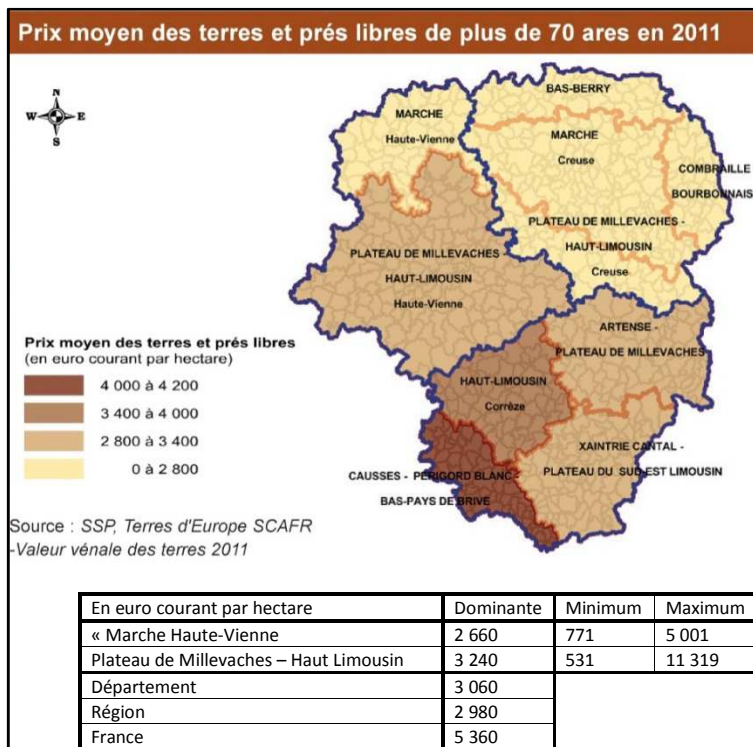 Prix moyen des terres et prés libres de plus de 70 ares en 2011
N
W E
S
BAS-BERRY
MARCHE
Haute-Vienne
MARCHE
Creuse
COMBRAILLE
BOURBONNAIS
PLATEAU DE MILLEVACHES -
HAUT-LIMOUSIN
Creuse
PLATEAU DE MILLEVACHES -
HAUT-LIMOUSIN
Haute-Vienne
ARTENSE -
PLATEAU DE MILLEVACHES
HAUT-LIMOUSIN
Corrèze
XAINTRIE CANTAL -
PLATEAU DU SUD-EST LIMOUSIN
CAUSSES - PÉRIGORD BLANC -
BAS-PAYS DE BRIVE
Prix moyen des terres et prés libres
(en euro courant par hectare)
4 000 à 4 200
3 400 à 4 000
2 800 à 3 400
0 à 2 800
Source : SSP, Terres d'Europe SCAFR
-Valeur vénale des terres 2011
En euro courant par hectare Dominante Minimum Maximum
« Marche Haute-Vienne 2 660 771 5 001
Plateau de Millevaches – Haut Limousin 3 240 531 11 319
Département 3 060
Région 2 980
France 5 360